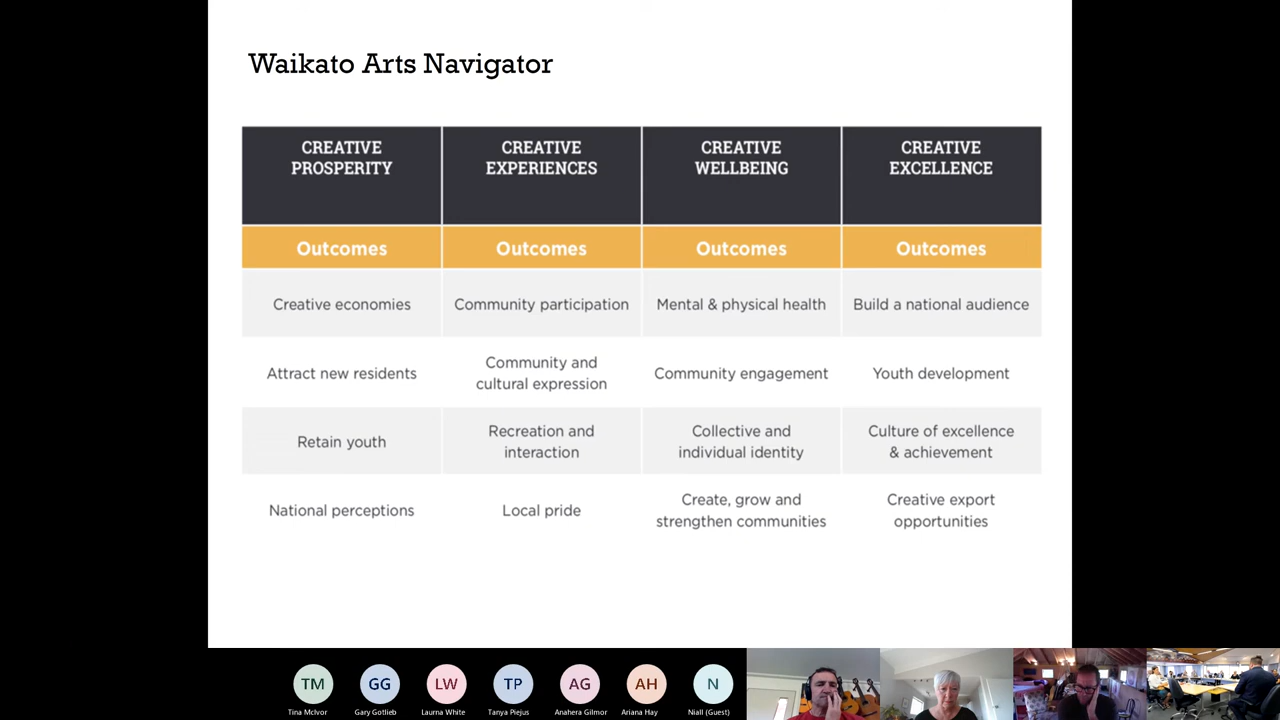 Waikato Arts Navigator
CREATIVE
PROSPERITY
CREATIVE
EXPERIENCES
CREATIVE
WELLBEING
CREATIVE
EXCELLENCE
Outcomes
Outcomes
Outcomes
Outcomes
Creative economies
Community participation
Mental & physical health
Build a national audience
Attract new residents
Community and
cultural expression
Community engagement
Youth development
Retain youth
Recreation and
interaction
Collective and
individual identity
Culture of excellence
& achievement
National perceptions
Local pride
Create, grow and
strengthen communities
Creative export
opportunities
TM
GG
LW
TP
AG
AH
N
Tina McIvor
Gary Gotlieb
Laurna White
Tanya Piejus
Anahera Gilmor
Ariana Hay
Niall (Guest)